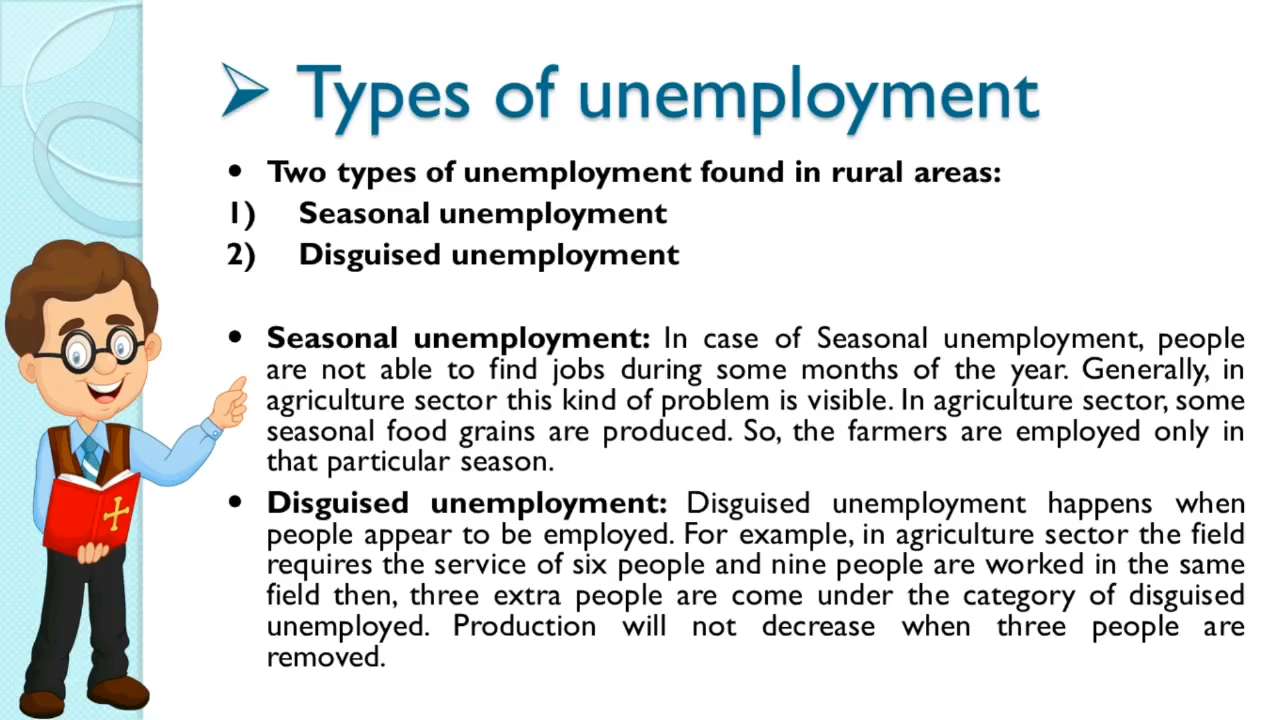 ➢ Types of unemployment
• Two types of unemployment found in rural areas:
1) Seasonal unemployment
2) Disguised unemployment
• Seasonal unemployment: In case of Seasonal unemployment, people
are not able to find jobs during some months of the year. Generally, in
agriculture sector this kind of problem is visible. In agriculture sector, some
seasonal food grains are produced. So, the farmers are employed only in
that particular season.
• Disguised unemployment: Disguised unemployment happens when
people appear to be employed. For example, in agriculture sector the field
requires the service of six people and nine people are worked in the same
field then, three extra people are come under the category of disguised
unemployed. Production will not decrease when three people are
removed.